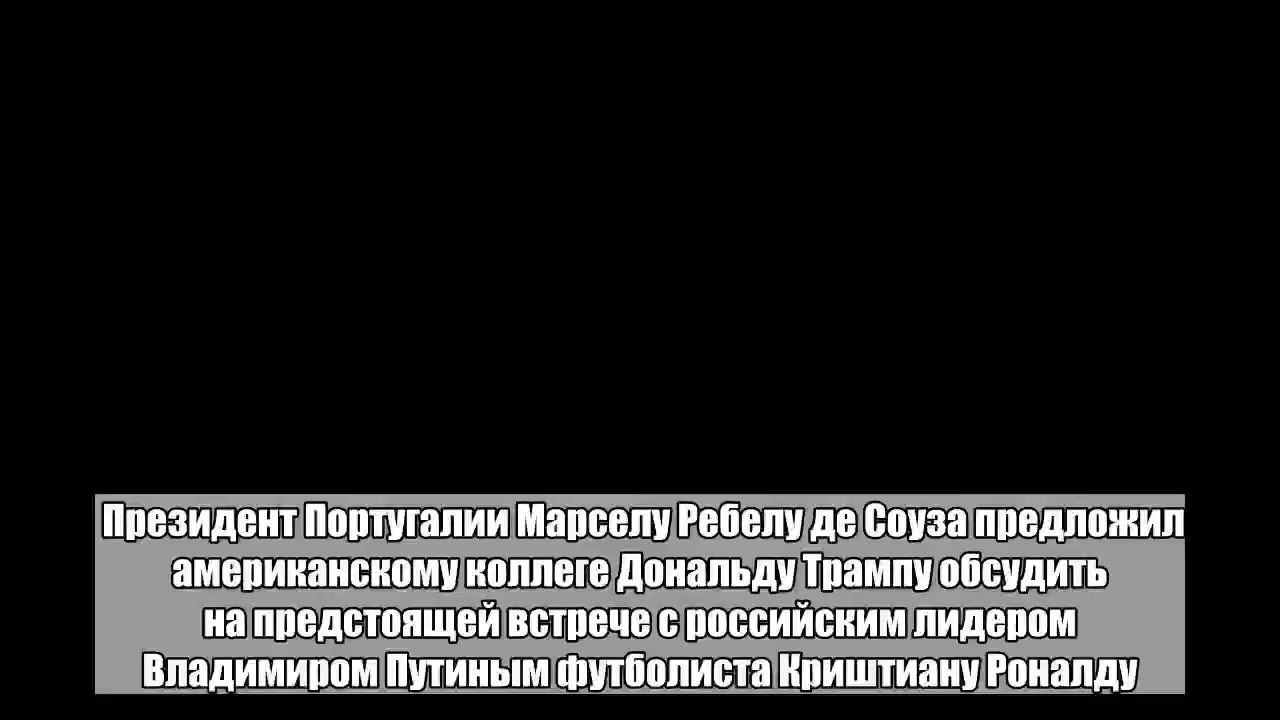 Президент Португалии Марселу Ребелу де Соуза предложил
американскому коллеге Дональду Трампу обсудить
на предстоящей встрече с российским лидером
Владимиром Путиным футболиста Криштиану Роналду